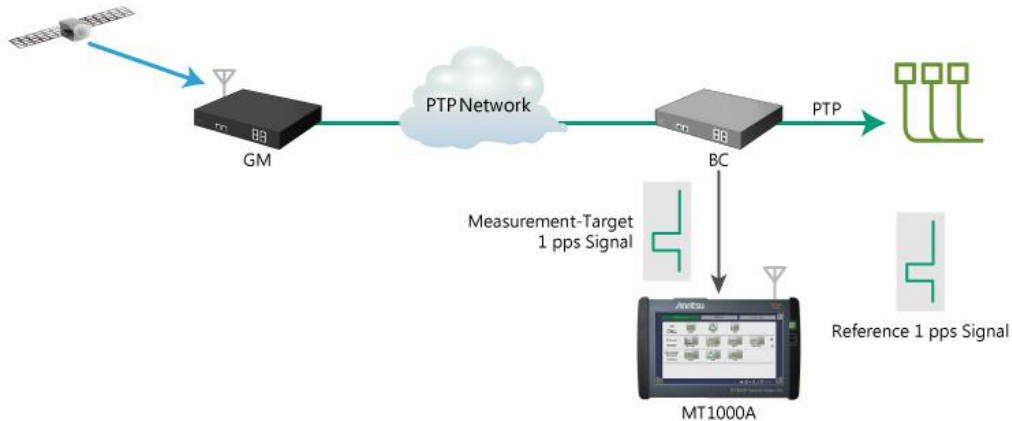 PTP Network
PTP
GM
BC
Measurement-Target
1 pps Signal
Anritsu
Reference 1 pps Signal
MT1000A